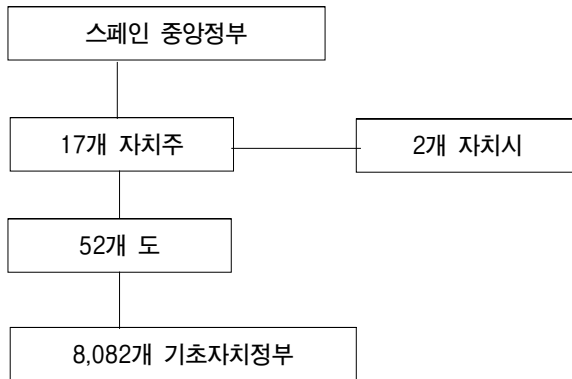 스페인 중앙정부
17개 자치주
2개 자치시
52개 도
8,082개 기초자치정부